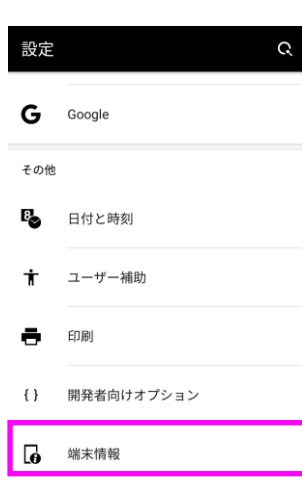 設定
Google
その他
日付と時刻
ユーザー補助
印刷
開発者向けオプション
端末情報